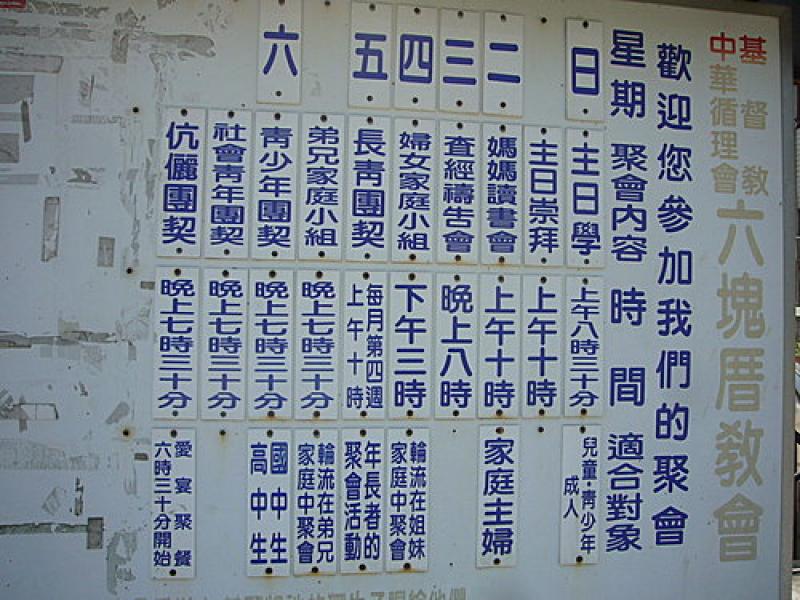 基督教
中華循理會
六塊厝教會
歡迎您參加我們的聚會
星期 聚會內容 時間 適合對象
日 主日學 上午八時三十分 兒童·青少年成人
主日崇拜 上午十時
二 媽媽讀書會 上午十時 家庭主婦
三 查經禱告會 晚上八時
四 婦女家庭小組 下午三時 輪流在姐妹家庭中聚會
五 長青團契 每月第四週上午十時 年長者的聚會活動
弟兄家庭小組 晚上七時三十分 輪流在弟兄家庭中聚會
六 青少年團契 晚上七時三十分 國中生高中生
社會青年團契 晚上七時三十分
伉儷團契 晚上七時三十分 愛宴聚餐六時三十分開始